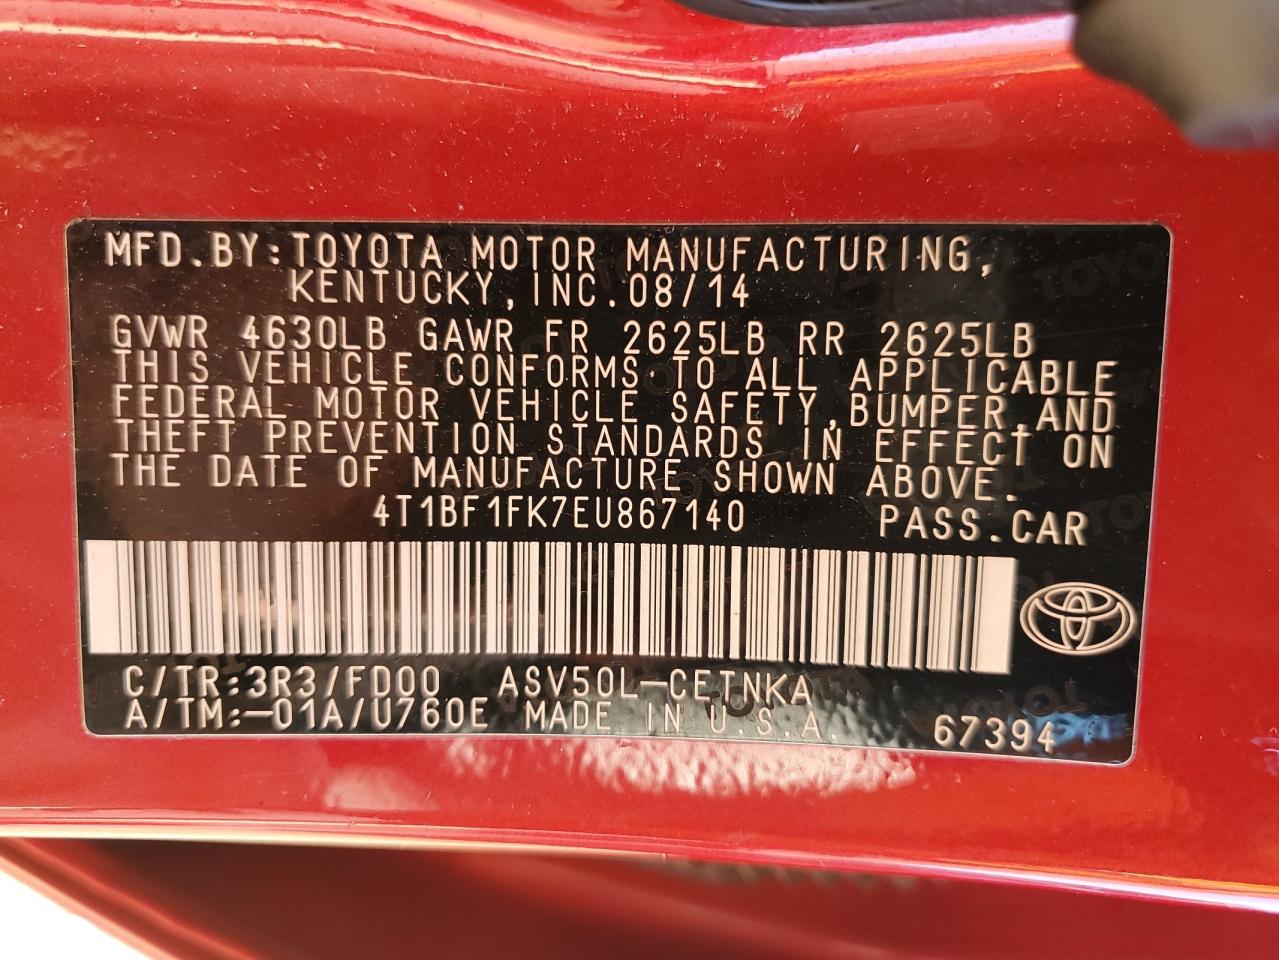 MFD.BY:TOYOTA MOTOR MANUFACTURING,
KENTUCKY,INC.08/14
GVWR 4630LB GAWR FR 2625LB RR 2625LB
THIS VEHICLE CONFORMS TO ALL APPLICABLE
FEDERAL MOTOR VEHICLE SAFETY,BUMPER,AND
THEFT PREVENTION STANDARDS IN EFFECT ON
THE DATE OF MANUFACTURE SHOWN ABOVE.
4T1BF1FK7EU867140 PASS.CAR
C/TR:3R3/FD00 ASV50L-CETNKA
A/TM:-01A/U760E MADE IN U.S.A. 67394